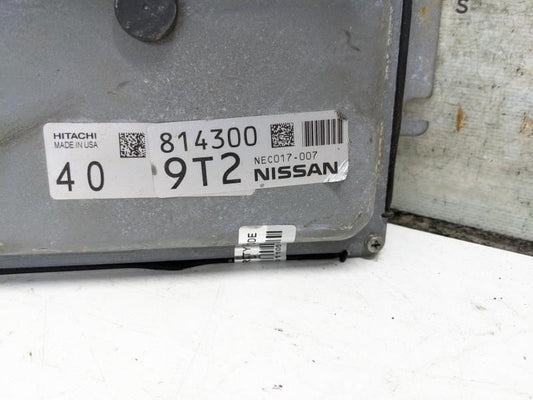 HITACHI
MADE IN USA
40
814300
9T2
NEC017-007
NISSAN
S